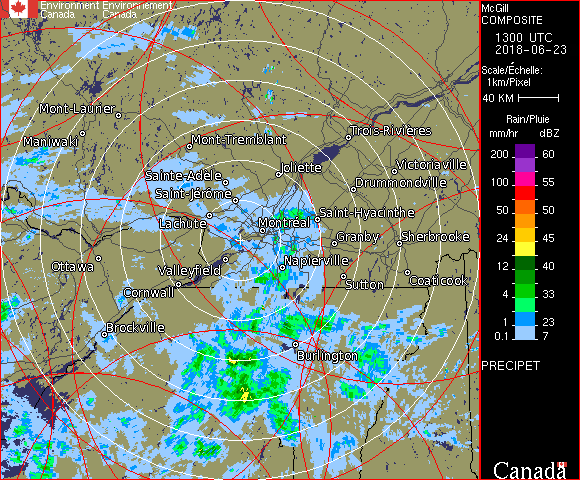 Environment Environnement
Canada Canada
McGill
COMPOSITE
1300 UTC
2018-06-23
Scale/Échelle:
1km/Pixel
40 KM
Rain/Pluie
mm/hr dBZ
200 60
100 55
50 50
24 45
12 40
4 33
1 23
0.1 7
PRECIPET
Canada
Mont-Laurier
Maniwaki
Mont-Tremblant
Trois-Rivières
Sainte-Adèle
Joliette
Victoriaville
Saint-Jérôme
Drummondville
Lachute
Montréal
Saint-Hyacinthe
Granby
Sherbrooke
Ottawa
Valleyfield
Napierville
Cornwall
Sutton
Coaticook
Brockville
Burlington